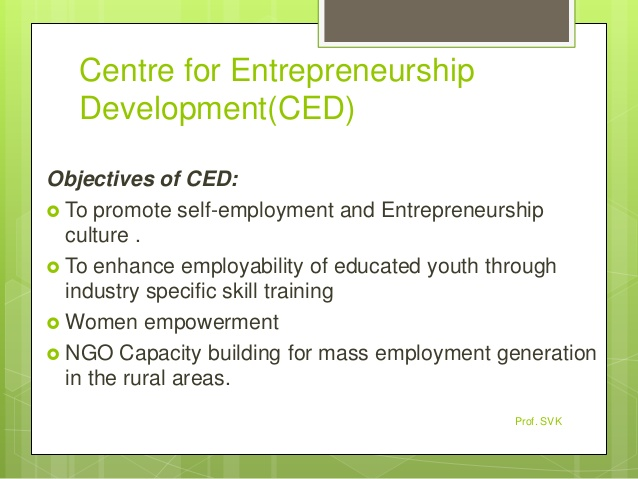 Centre for Entrepreneurship
Development(CED)
Objectives of CED:
To promote self-employment and Entrepreneurship
culture .
To enhance employability of educated youth through
industry specific skill training
Women empowerment
NGO Capacity building for mass employment generation
in the rural areas.
Prof. SVK